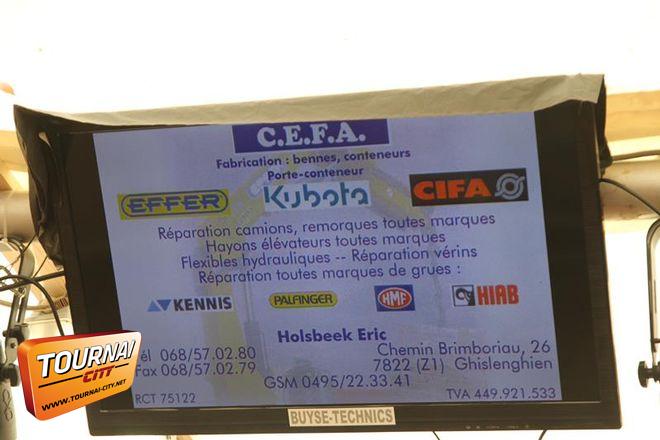 C.E.F.A.
Fabrication : bennes, conteneurs
Porte-conteneur
EFFER Kubota CIFA
Réparation camions, remorques toutes marques
Hayons élévateurs toutes marques
Flexibles hydrauliques -- Réparation vérins
Réparation toutes marques de grues :
KENNIS PALFINGER HMF HIAB
Holsbeek Eric
Tél 068/57.02.80 Chemin Brimboriau, 26
Fax 068/57.02.79 7822 (Z1) Ghislenghien
GSM 0495/22.33.41
RCT 75122 TVA 449.921.533
BUYSE-TECHNICS
TOURNAI
CITY
WWW.TOURNAI-CITY.NET